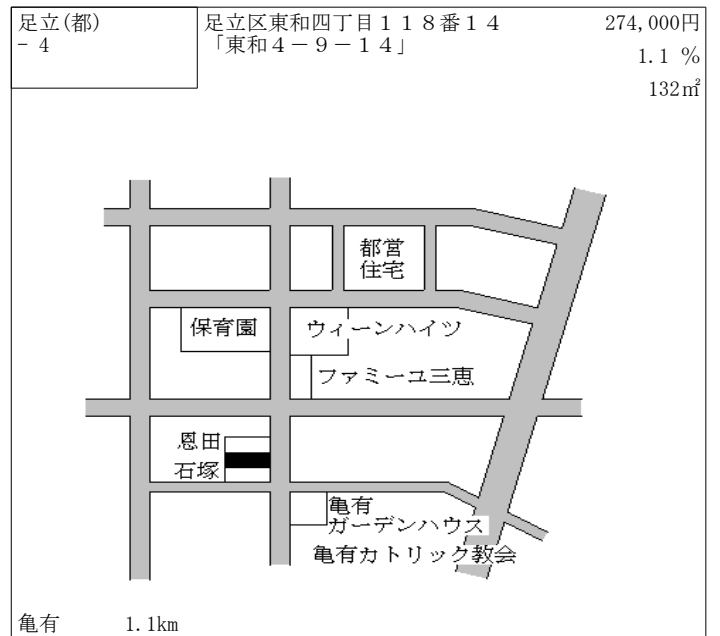 足立(都)
- 4
足立区東和四丁目118番14
「東和4-9-14」
274,000円
1.1 %
132㎡
都営
住宅
保育園
ウィーンハイツ
ファミーユ三恵
恩田
石塚
亀有
ガーデンハウス
亀有カトリック教会
亀有 1.1km